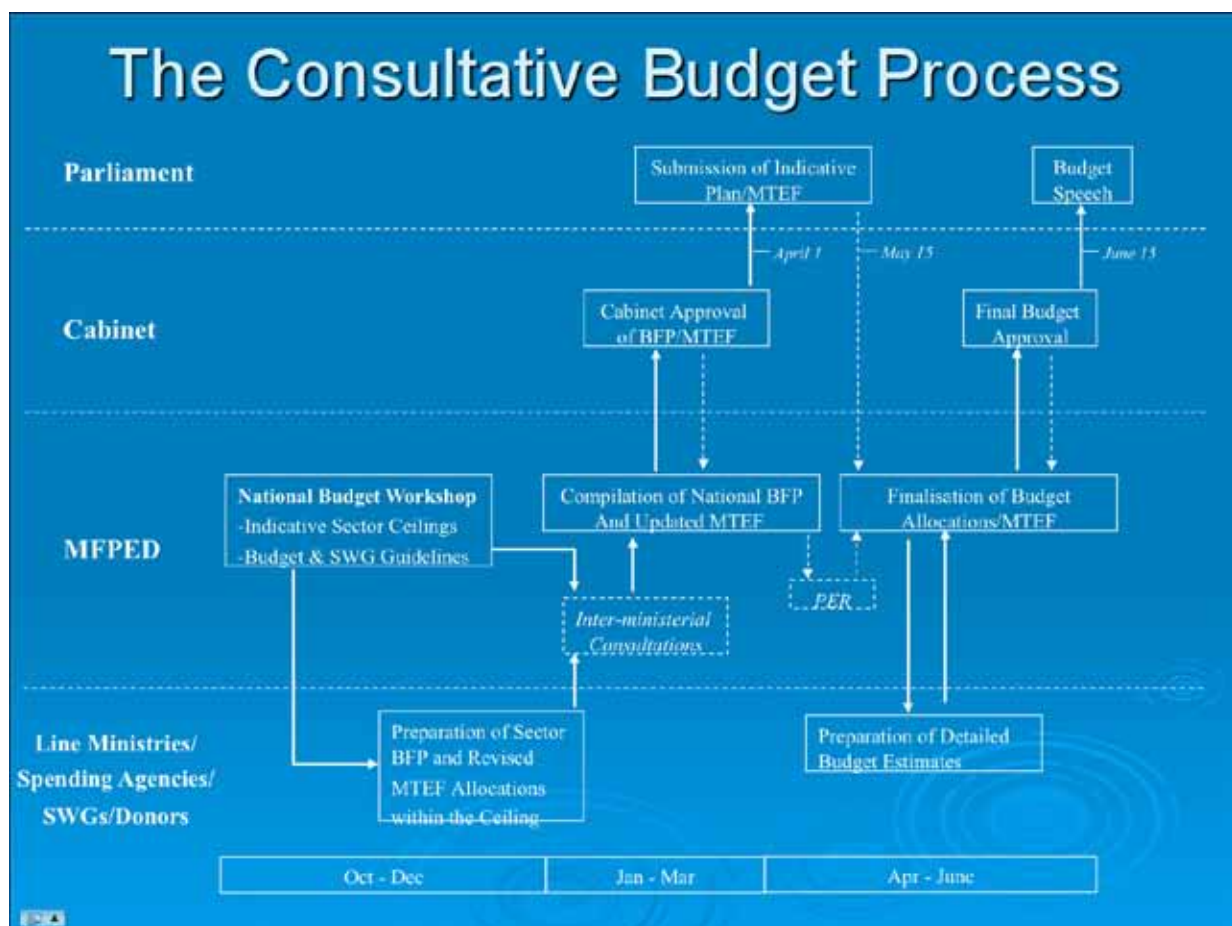 The Consultative Budget Process
Parliament
Submission of Indicative
Plan/MTEF
Budget
Speech
April 1
May 15
June 15
Cabinet
Cabinet Approval
of BFP/MTEF
Final Budget
Approval
MFPED
National Budget Workshop
-Indicative Sector Ceilings
-Budget & SWG Guidelines
Compilation of National BFP
And Updated MTEF
Finalisation of Budget
Allocations/MTEF
PER
Inter-ministerial
Consultations
Line Ministries/
Spending Agencies/
SWGs/Donors
Preparation of Sector
BFP and Revised
MTEF Allocations
within the Ceiling
Preparation of Detailed
Budget Estimates
Oct - Dec
Jan - Mar
Apr - June